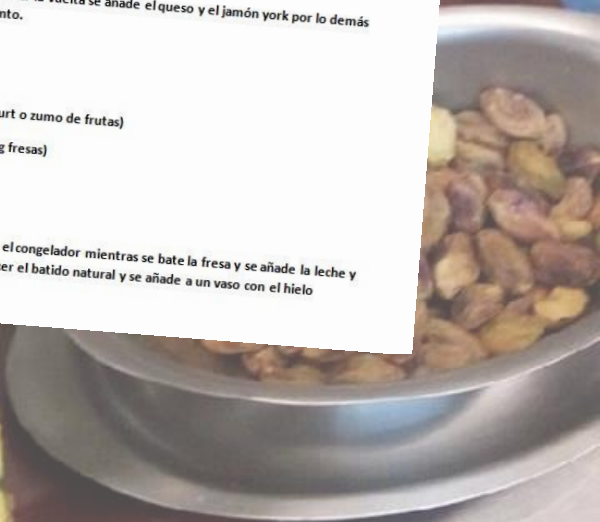 vuelta se añade el queso y el jamón york por lo demás
nto.
urt o zumo de frutas)
g fresas)
el congelador mientras se bate la fresa y se añade la leche y
er el batido natural y se añade a un vaso con el hielo